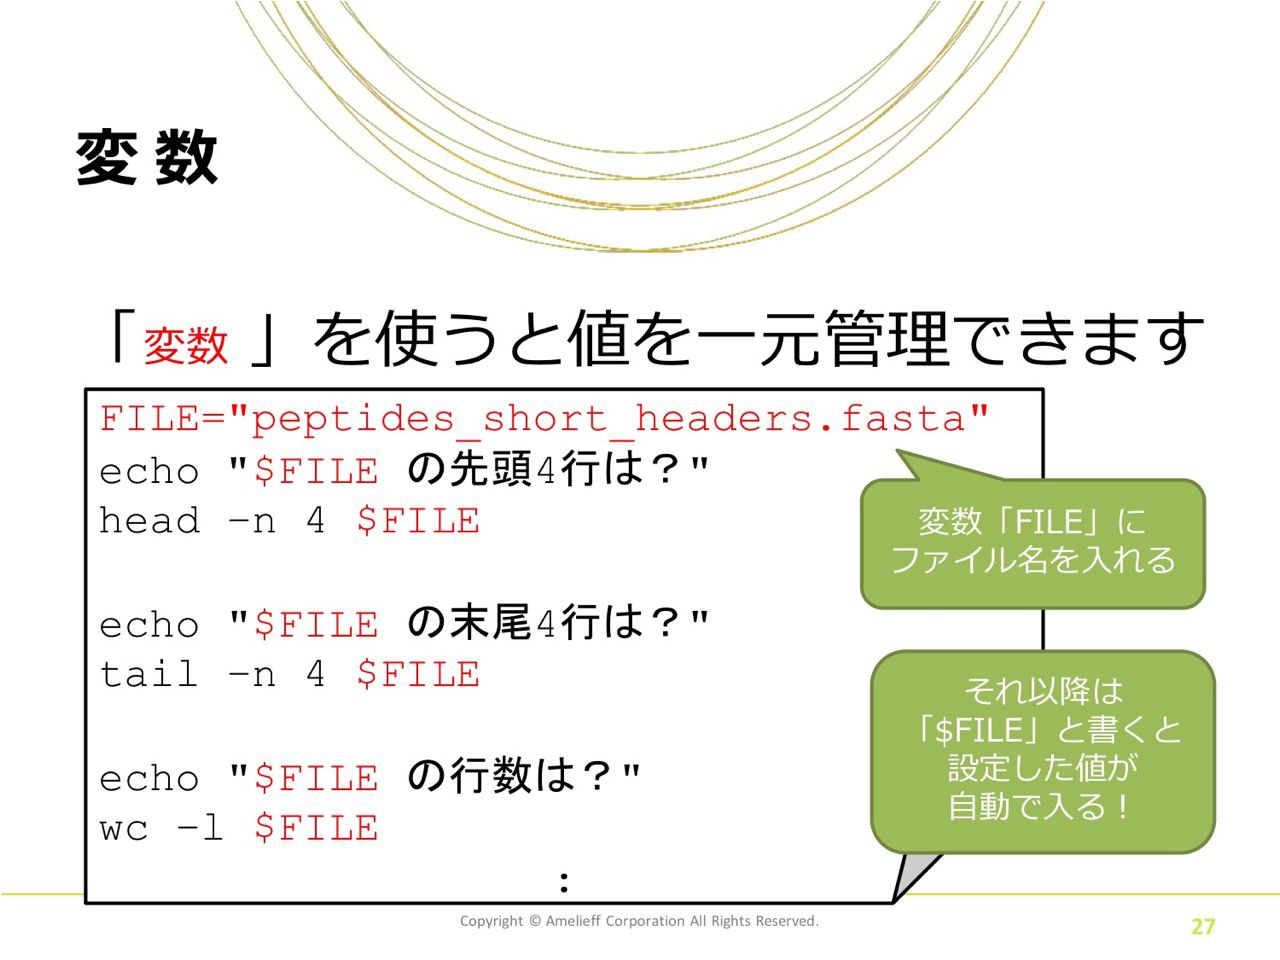 変数
「変数」を使うと値を一元管理できます
FILE="peptides_short_headers.fasta"
echo "$FILE の先頭4行は？"
head –n 4 $FILE
変数「FILE」に
ファイル名を入れる
echo "$FILE の末尾4行は？"
tail –n 4 $FILE
それ以降は
「$FILE」と書くと
設定した値が
自動で入る！
echo "$FILE の行数は？"
wc –l $FILE
：
Copyright © Amelieff Corporation All Rights Reserved.
27